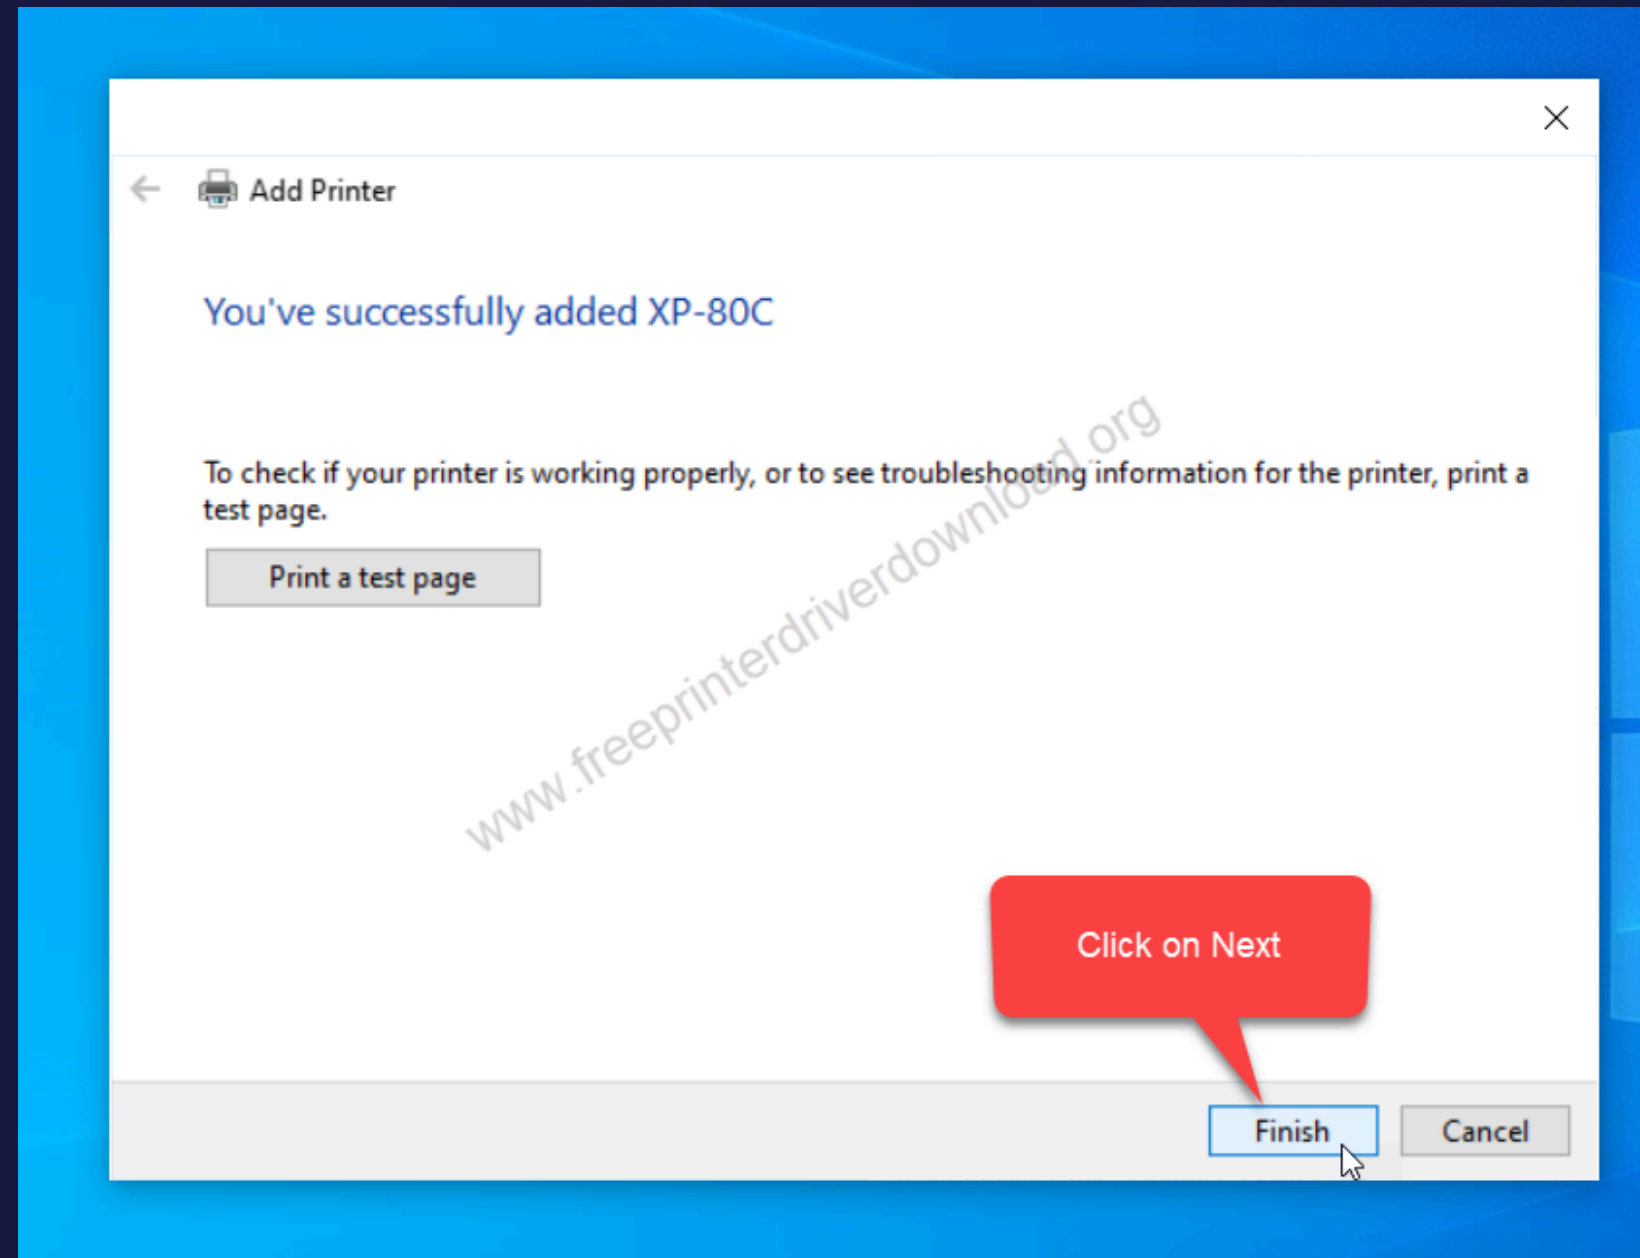 Add Printer
You've successfully added XP-80C
To check if your printer is working properly, or to see troubleshooting information for the printer, print a
test page.
Print a test page
www.freeprinterdriverdownload.org
Click on Next
Finish
Cancel